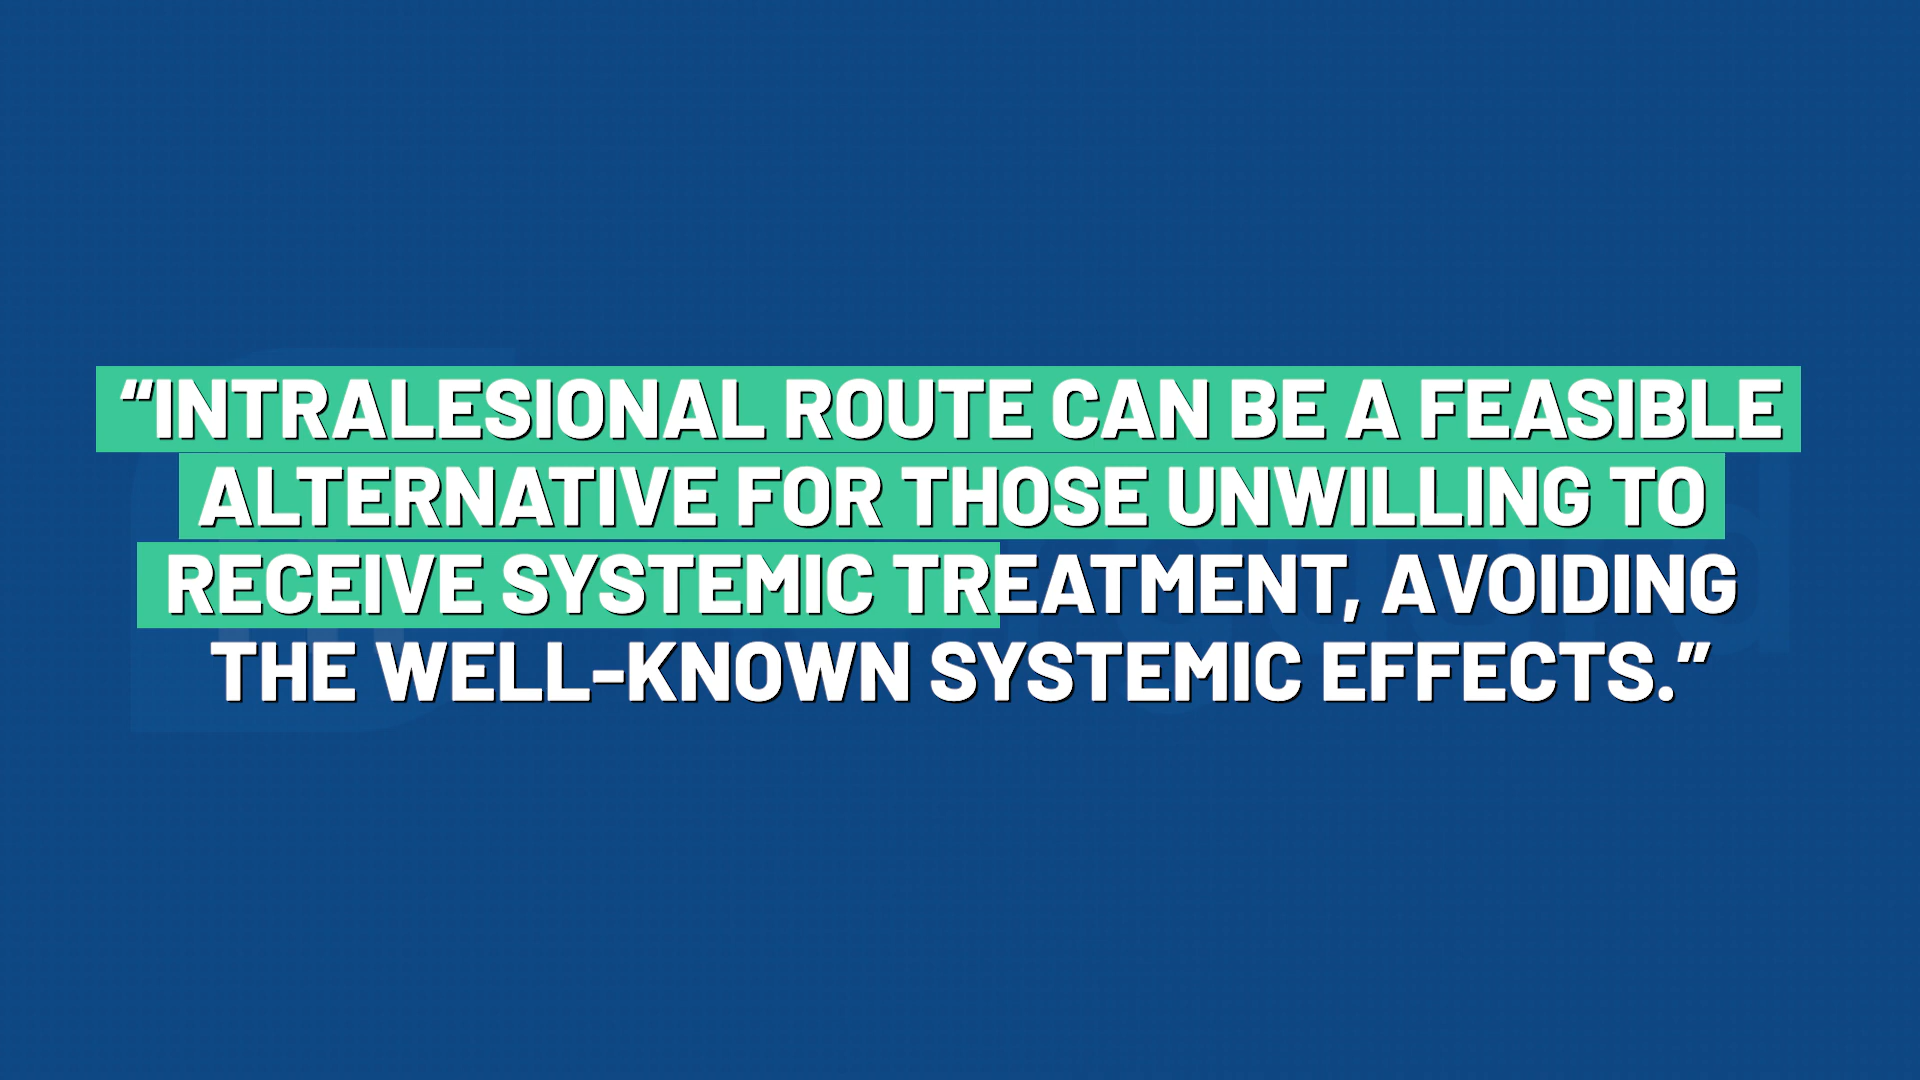 “INTRALESIONAL ROUTE CAN BE A FEASIBLE
ALTERNATIVE FOR THOSE UNWILLING TO
RECEIVE SYSTEMIC TREATMENT, AVOIDING
THE WELL-KNOWN SYSTEMIC EFFECTS.”